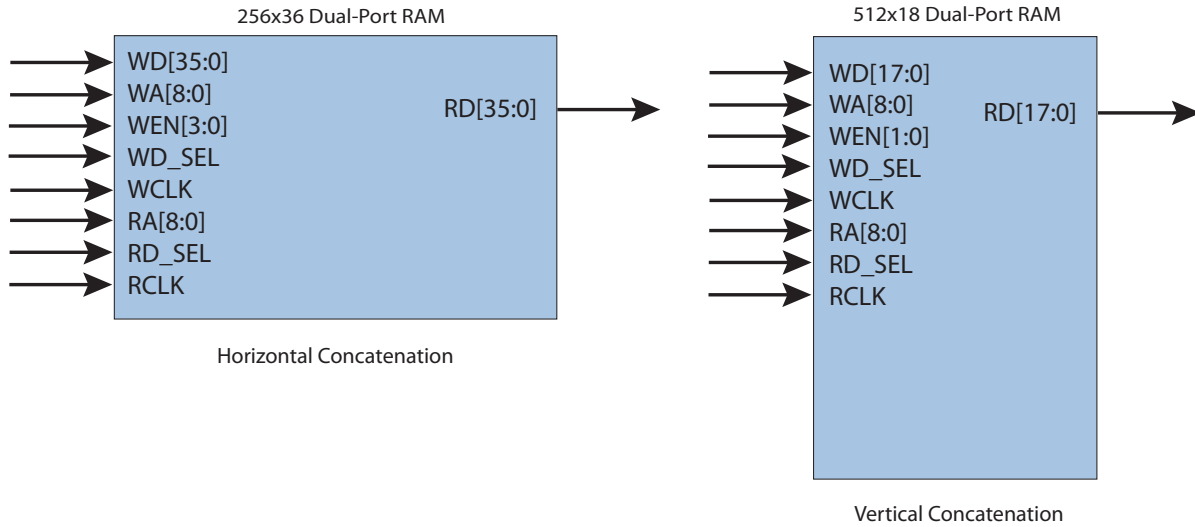 256x36 Dual-Port RAM
WD[35:0]
WA[8:0]
WEN[3:0]
WD_SEL
WCLK
RA[8:0]
RD_SEL
RCLK
RD[35:0]
Horizontal Concatenation
512x18 Dual-Port RAM
WD[17:0]
WA[8:0]
WEN[1:0]
WD_SEL
WCLK
RA[8:0]
RD_SEL
RCLK
RD[17:0]
Vertical Concatenation